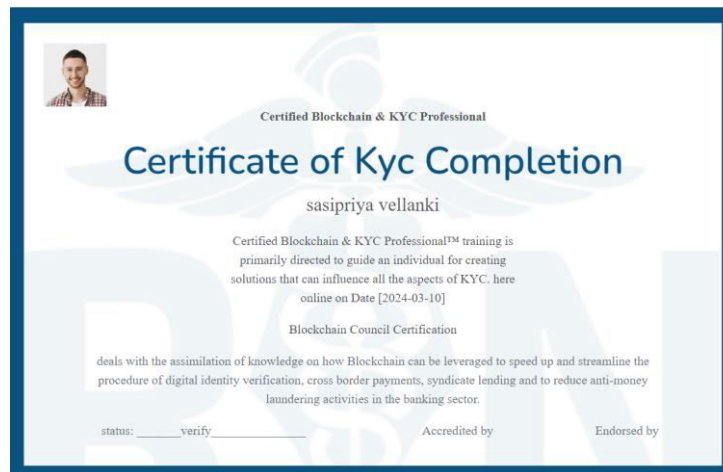 Certified Blockchain & KYC Professional
Certificate of Kyc Completion
sasipriya vellanki
Certified Blockchain & KYC Professional™ training is
primarily directed to guide an individual for creating
solutions that can influence all the aspects of KYC. here
online on Date [2024-03-10]
Blockchain Council Certification
deals with the assimilation of knowledge on how Blockchain can be leveraged to speed up and streamline the
procedure of digital identity verification, cross border payments, syndicate lending and to reduce anti-money
laundering activities in the banking sector.
status: _______verify________________ Accredited by Endorsed by